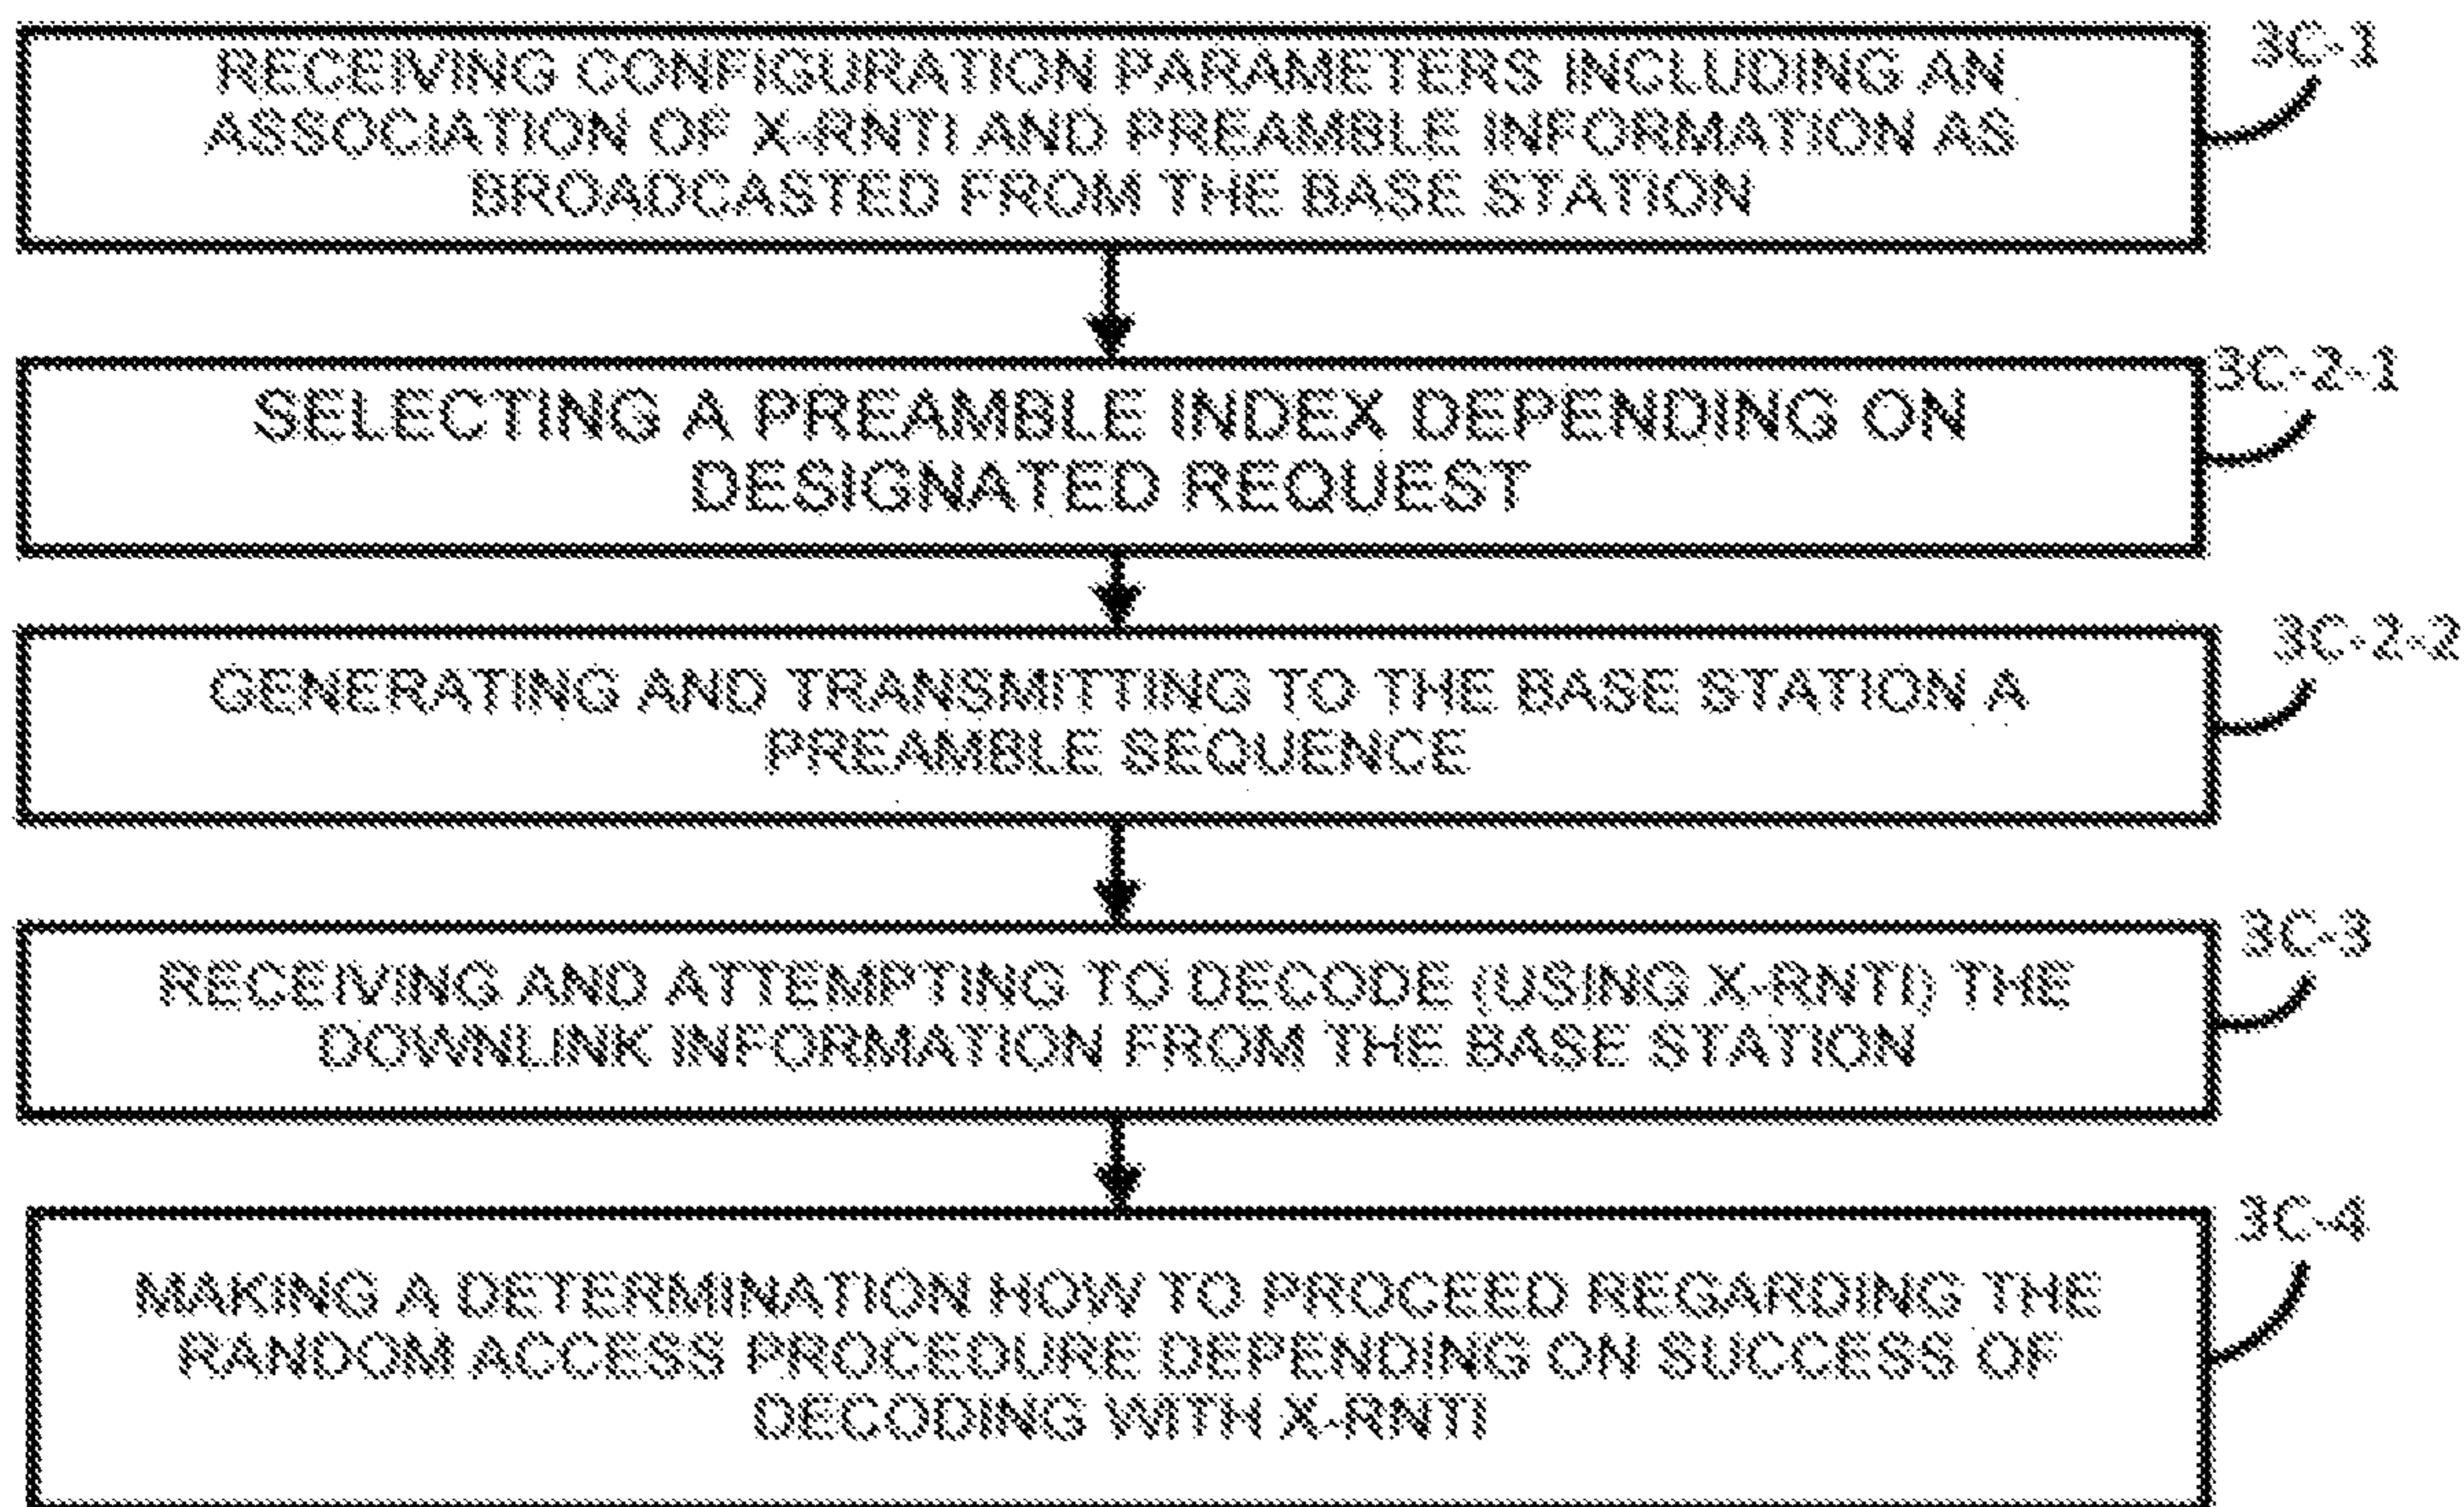 RECEIVING CONFIGURATION PARAMETERS INCLUDING AN
ASSOCIATION OF X-RNTI AND PREAMBLE INFORMATION AS
BROADCASTED FROM THE BASE STATION
3C-1
SELECTING A PREAMBLE INDEX DEPENDING ON
DESIGNATED REQUEST
3C-2-1
GENERATING AND TRANSMITTING TO THE BASE STATION A
PREAMBLE SEQUENCE
3C-2-2
RECEIVING AND ATTEMPTING TO DECODE (USING X-RNTI) THE
DOWNLINK INFORMATION FROM THE BASE STATION
3C-3
MAKING A DETERMINATION HOW TO PROCEED REGARDING THE
RANDOM ACCESS PROCEDURE DEPENDING ON SUCCESS OF
DECODING WITH X-RNTI
3C-4